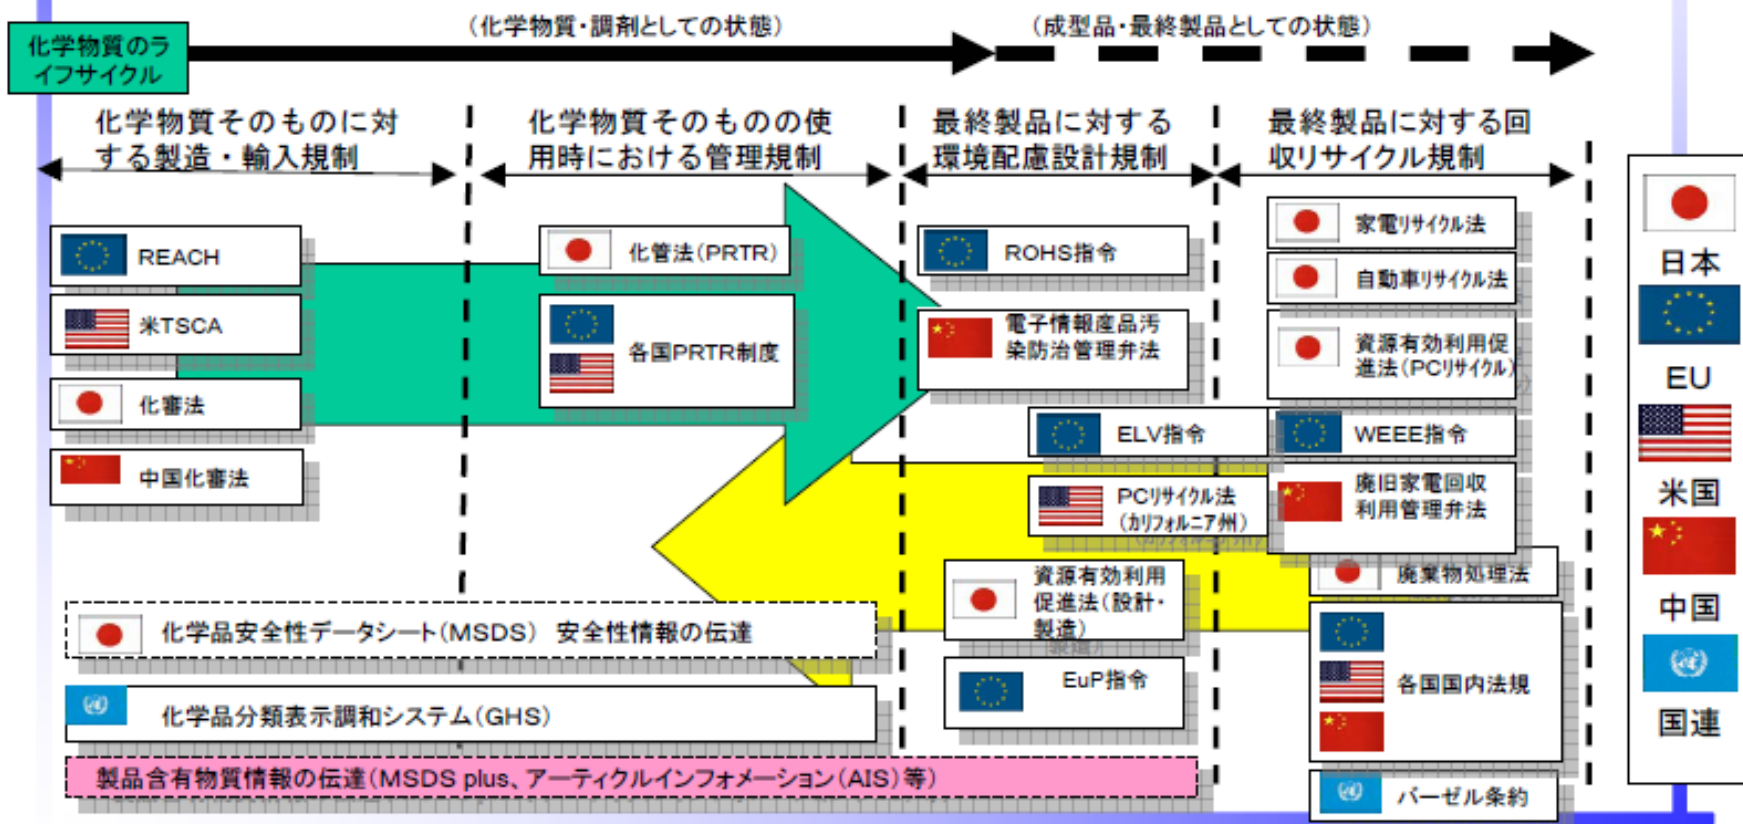 化学物質のラ
イフサイクル
（化学物質・調剤としての状態）
（成型品・最終製品としての状態）
化学物質そのものに対
する製造・輸入規制
化学物質そのものの使
用時における管理規制
最終製品に対する
環境配慮設計規制
最終製品に対する回
収リサイクル規制
REACH
米TSCA
化審法
中国化審法
化管法（PRTR）
各国PRTR制度
ROHS指令
電子情報産品汚
染防治管理弁法
ELV指令
PCリサイクル法
（カリフォルニア州）
資源有効利用
促進法（設計・
製造）
EuP指令
家電リサイクル法
自動車リサイクル法
資源有効利用促
進法（PCリサイクル）
WEEE指令
廃旧家電回収
利用管理弁法
廃棄物処理法
各国国内法規
バーゼル条約
化学品安全性データシート（MSDS）　安全性情報の伝達
化学品分類表示調和システム（GHS）
製品含有物質情報の伝達（MSDS plus、アーティクルインフォメーション（AIS）等）
日本
EU
米国
中国
国連